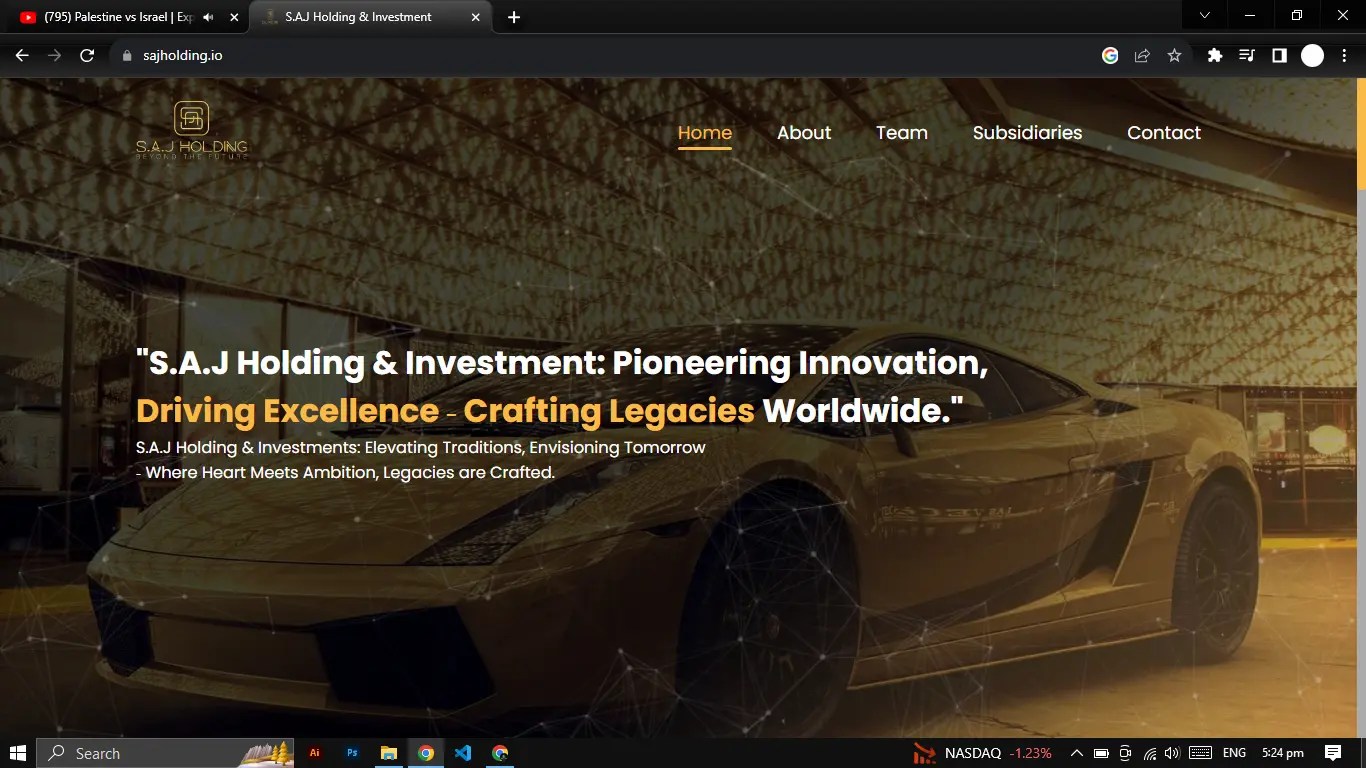 (795) Palestine vs Israel | Exp
S.A.J Holding & Investment
sajholding.io
S.A.J HOLDING
BEYOND THE FUTURE
Home
About
Team
Subsidiaries
Contact
"S.A.J Holding & Investment: Pioneering Innovation,
Driving Excellence - Crafting Legacies Worldwide."
S.A.J Holding & Investments: Elevating Traditions, Envisioning Tomorrow
- Where Heart Meets Ambition, Legacies are Crafted.
Search
Ai
Ps
NASDAQ -1.23%
ENG
5:24 pm